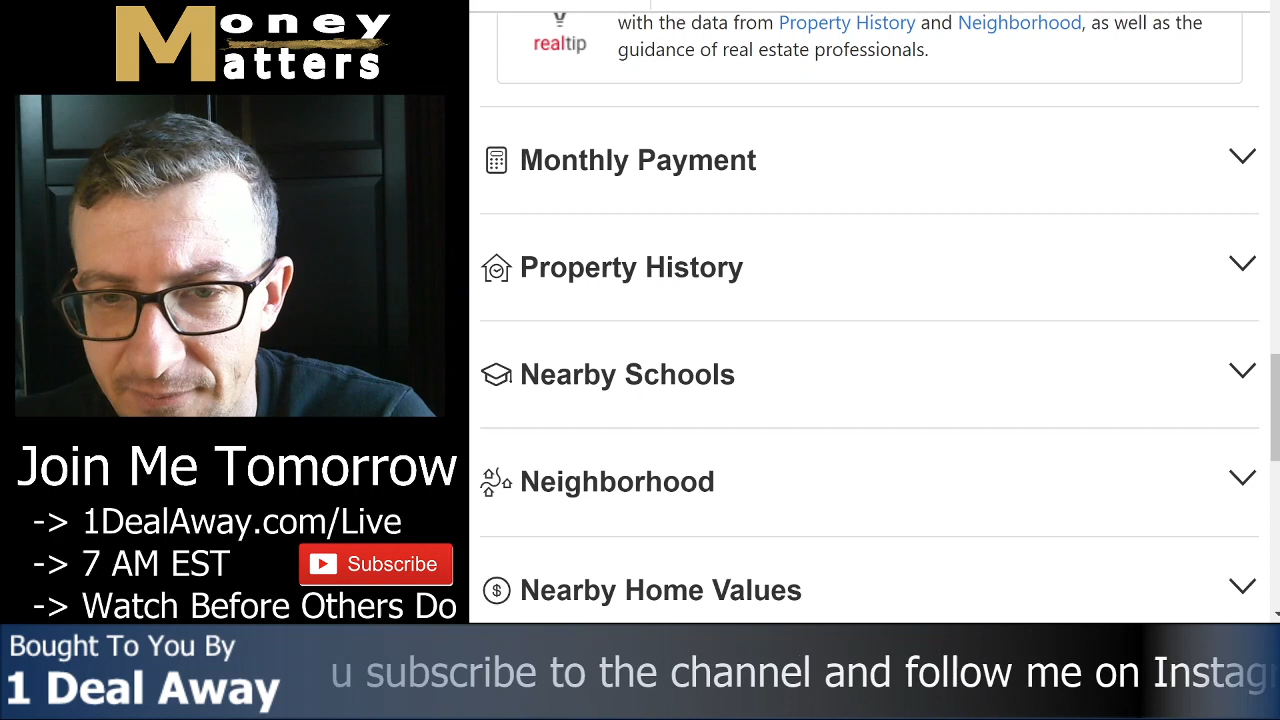 Money
Matters
with the data from Property History and Neighborhood, as well as the
realtip
guidance of real estate professionals.
Monthly Payment
Property History
Nearby Schools
Neighborhood
Nearby Home Values
Join Me Tomorrow
-> 1DealAway.com/Live
-> 7 AM EST
Subscribe
-> Watch Before Others Do
Bought To You By
1 Deal Away
u subscribe to the channel and follow me on Instag